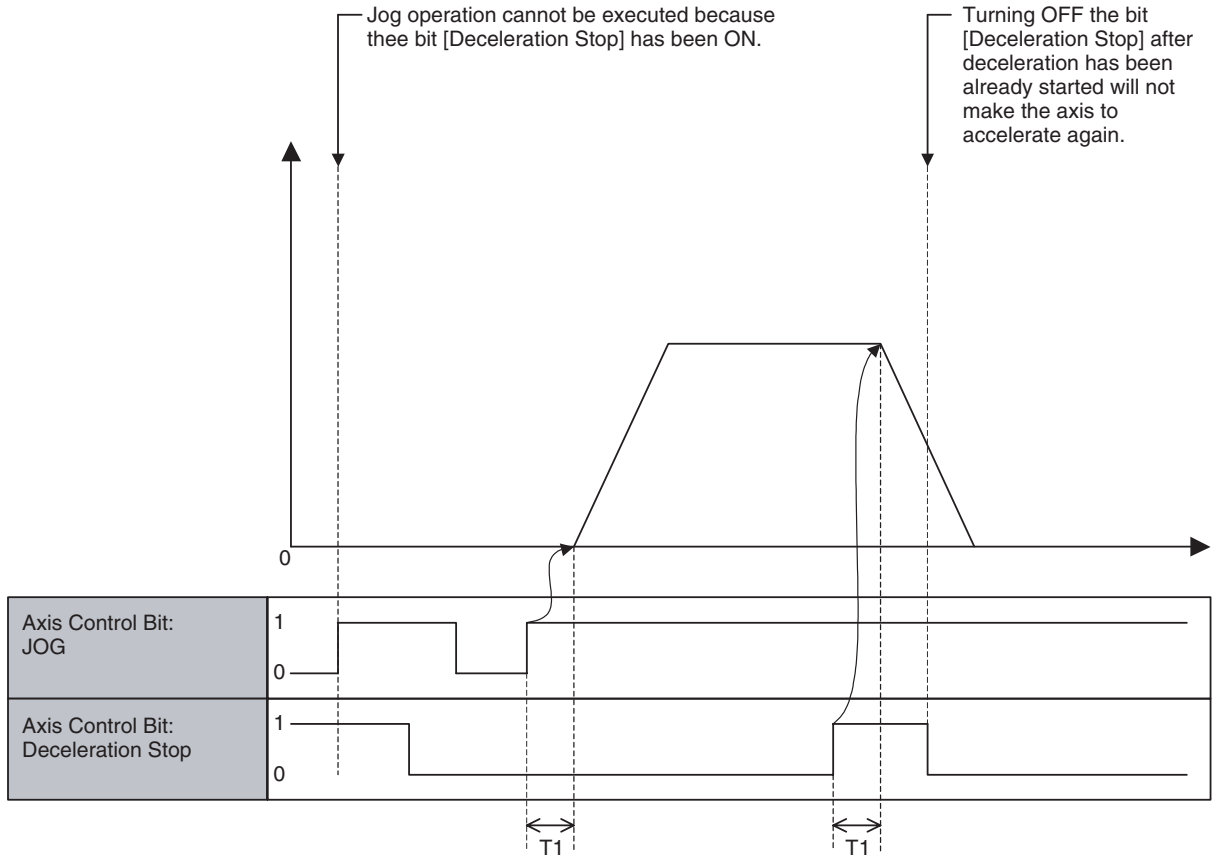 Jog operation cannot be executed because
thee bit [Deceleration Stop] has been ON.
Turning OFF the bit
[Deceleration Stop] after
deceleration has been
already started will not
make the axis to
accelerate again.
0
Axis Control Bit:
JOG
1
0
Axis Control Bit:
Deceleration Stop
1
0
T1
T1